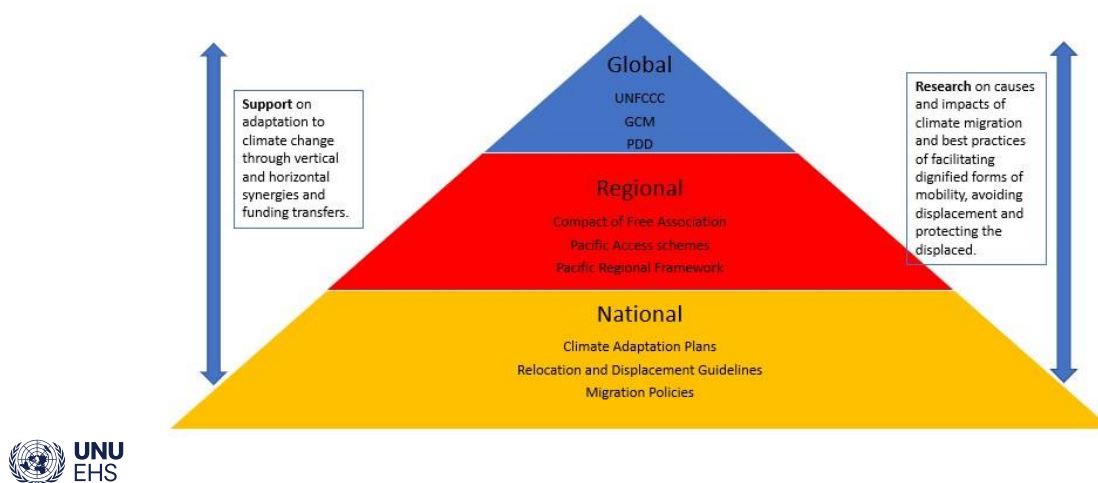 Global
UNFCCC
GCM
PDD
Support on
adaptation to
climate change
through vertical
and horizontal
synergies and
funding transfers.
Research on causes
and impacts of
climate migration
and best practices
of facilitating
dignified forms of
mobility, avoiding
displacement and
protecting the
displaced.
Regional
Compact of Free Association
Pacific Access schemes
Pacific Regional Framework
National
Climate Adaptation Plans
Relocation and Displacement Guidelines
Migration Policies
UNU
EHS